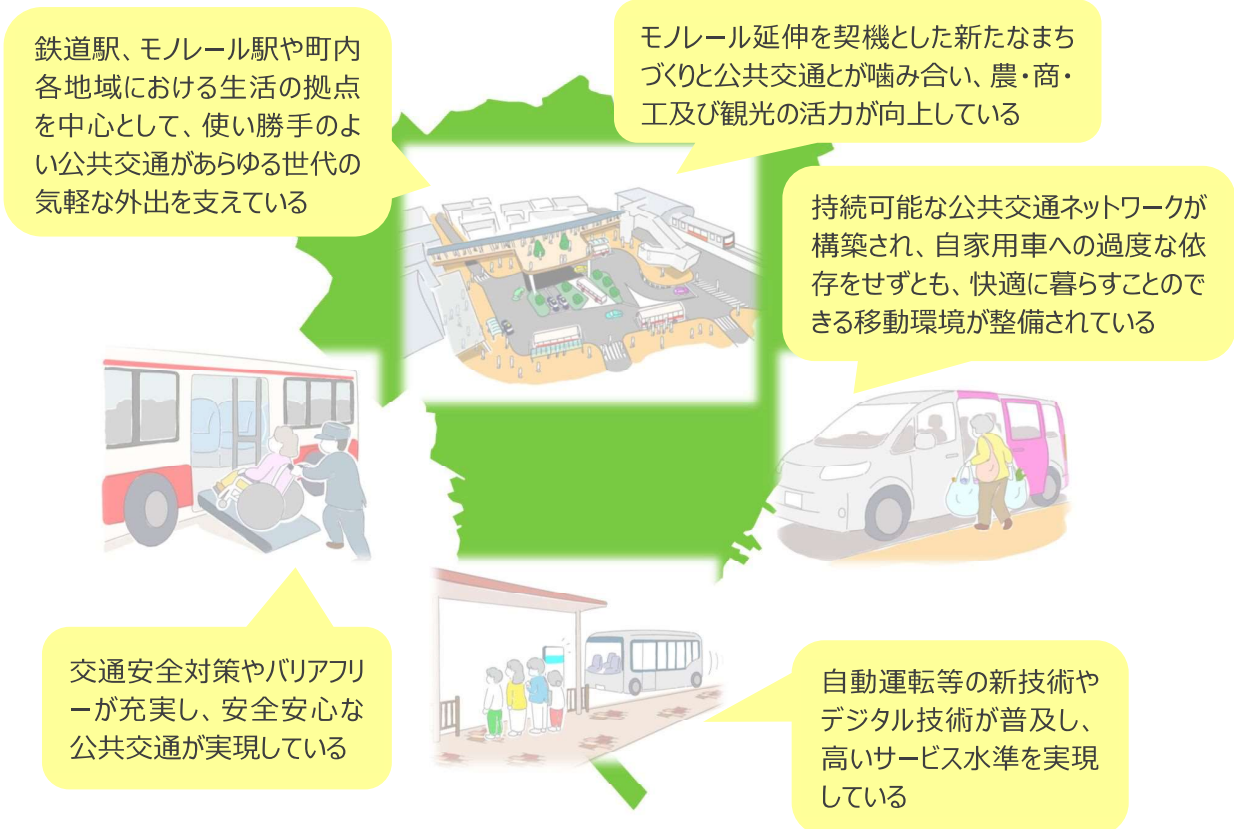 鉄道駅、モノレール駅や町内
各地域における生活の拠点
を中心として、使い勝手のよ
い公共交通があらゆる世代の
気軽な外出を支えている
モノレール延伸を契機とした新たなまち
づくりと公共交通とが噛み合い、農・商・
工及び観光の活力が向上している
持続可能な公共交通ネットワークが
構築され、自家用車への過度な依
存をせずとも、快適に暮らすことので
きる移動環境が整備されている
交通安全対策やバリアフリ
ーが充実し、安全安心な
公共交通が実現している
自動運転等の新技術や
デジタル技術が普及し、
高いサービス水準を実現
している